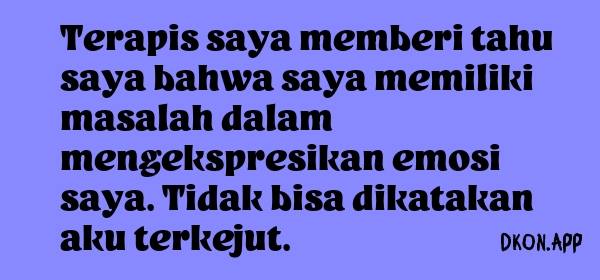 Terapis saya memberi tahu
saya bahwa saya memiliki
masalah dalam
mengekspresikan emosi
saya. Tidak bisa dikatakan
aku terkejut.
DKON.APP